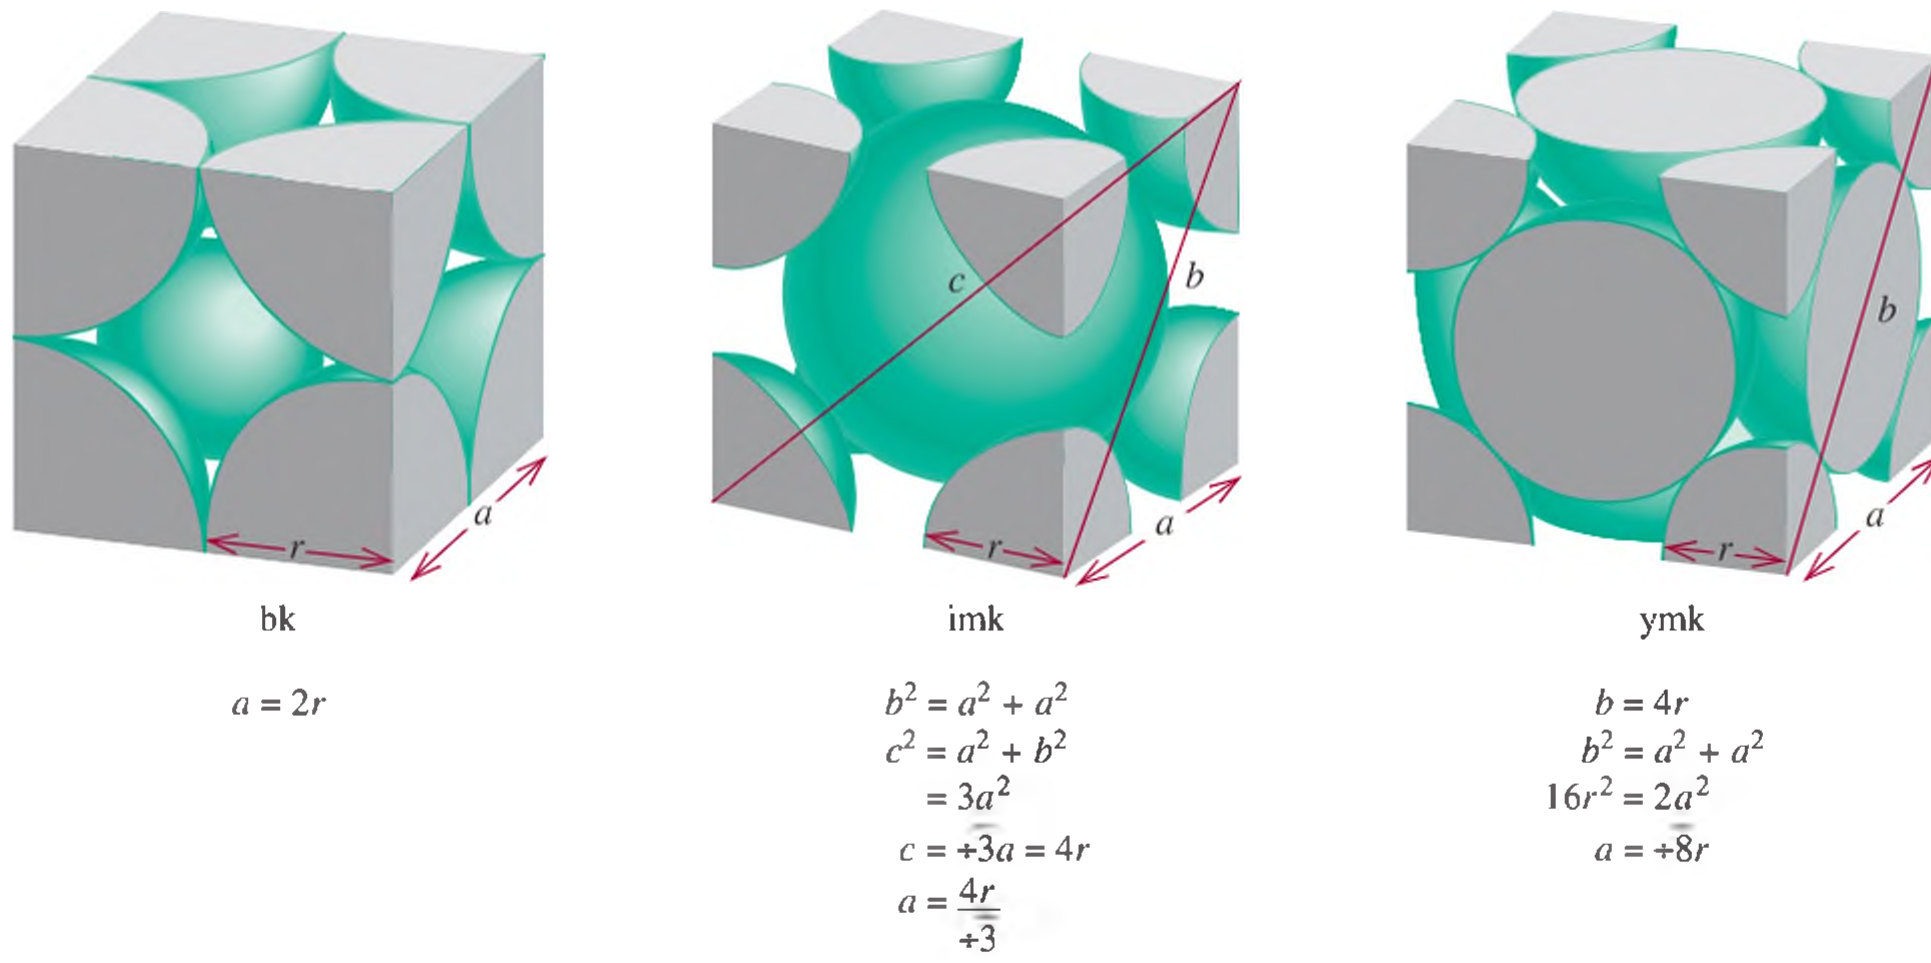 r
a
c
b
r
a
b
r
a
bk
imk
ymk
a = 2r
b² = a² + a²
c² = a² + b²
= 3a²
c = ÷3a = 4r
a = 4r / ÷3
b = 4r
b² = a² + a²
16r² = 2a²
a = ÷8r